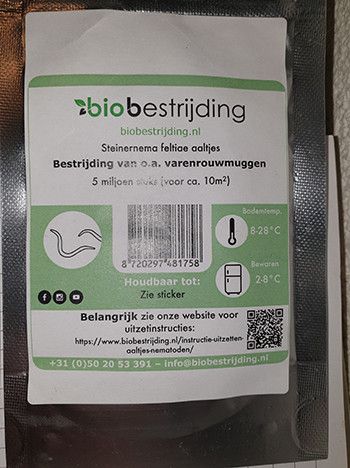 biobestrijding
biobestrijding.nl
Steinernema feltiae aaltjes
Bestrijding van o.a. varenrouwmuggen
5 miljoen stuks (voor ca. 10m²)
Bodemtemp.
8-28°C
8 720297 481758
Bewaren
2-8°C
Houdbaar tot:
Zie sticker
Belangrijk zie onze website voor
uitzetinstructies:
https://www.biobestrijding.nl/instructie-uitzetten-
aaltjes-nematoden/
+31 (0)50 20 53 391 – info@biobestrijding.nl